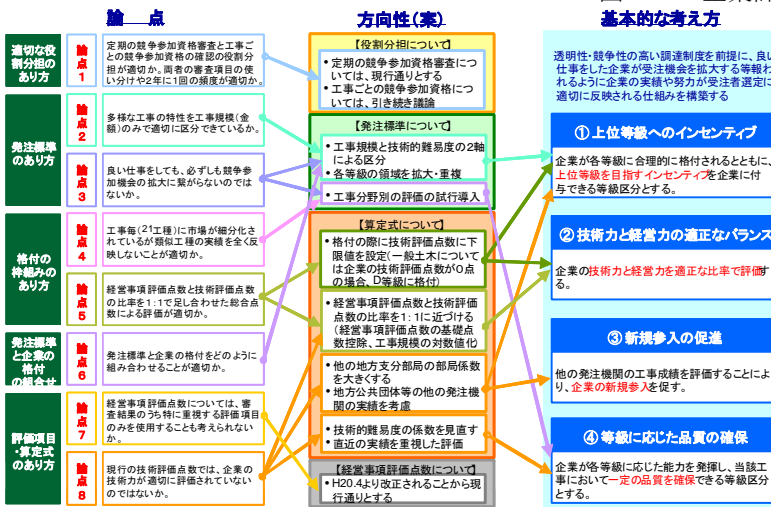 論　点
方向性（案）
基本的な考え方
適切な役
割分担の
あり方
論点1
定期の競争参加資格審査と工事ご
との競争参加資格の確認の役割分
担が適切か。両者の審査項目の使
い分けや2年に1回の頻度が適切か。
発注標準
のあり方
論点2
多様な工事の特性を工事規模（金
額）のみで適切に区分できているか。
論点3
良い仕事をしても、必ずしも競争参
加機会の拡大に繋がらないのでは
ないか。
格付の
枠組みの
あり方
論点4
工事毎（21工種）に市場が細分化さ
れているが類似工種の実績を全く反
映しないことが適切か。
論点5
経営事項評価点数と技術評価点数
の比率を1：1で足し合わせた総合点
数による評価が適切か。
発注標準
と企業の
格付
の組合せ
論点6
発注標準と企業の格付をどのように
組み合わせることが適切か。
評価項目
・算定式
のあり方
論点7
経営事項評価点数については、審
査結果のうち特に重視する評価項目
のみを使用することも考えられない
か。
論点8
現行の技術評価点数では、企業の
技術力が適切に評価されていない
のではないか。
【役割分担について】
• 定期の競争参加資格審査につ
いては、現行通りとする
• 工事ごとの競争参加資格につ
いては、引き続き議論
【発注標準について】
• 工事規模と技術的難易度の2軸
による区分
• 各等級の領域を拡大・重複
• 工事分野別の評価の試行導入
【算定式について】
• 格付の際に技術評価点数に下
限値を設定（一般土木について
は企業の技術評価点数が0点
の場合、D等級に格付）
• 経営事項評価点数と技術評価
点数の比率を1：1に近づける
（経営事項評価点数の基礎点
数控除、工事規模の対数値化
• 他の地方支分部局の部局係数
を大きくする
• 地方公共団体等の他の発注機
関の実績を考慮
• 技術的難易度の係数を見直す
• 直近の実績を重視した評価
【経営事項評価点数について】
• H20.4より改正されることから現
行通りとする
透明性・競争性の高い調達制度を前提に、良い
仕事をした企業が受注機会を拡大する等報わ
れるように企業の実績や努力が受注者選定に
適切に反映される仕組みを構築する
①上位等級へのインセンティブ
企業が各等級に合理的に格付されるとともに、
上位等級を目指すインセンティブを企業に付
与できる等級区分とする。
②技術力と経営力の適正なバランス
企業の技術力と経営力を適正な比率で評価す
る。
③新規参入の促進
他の発注機関の工事成績を評価することによ
り、企業の新規参入を促す。
④等級に応じた品質の確保
企業が各等級に応じた能力を発揮し、当該工
事において一定の品質を確保できる等級区分
とする。